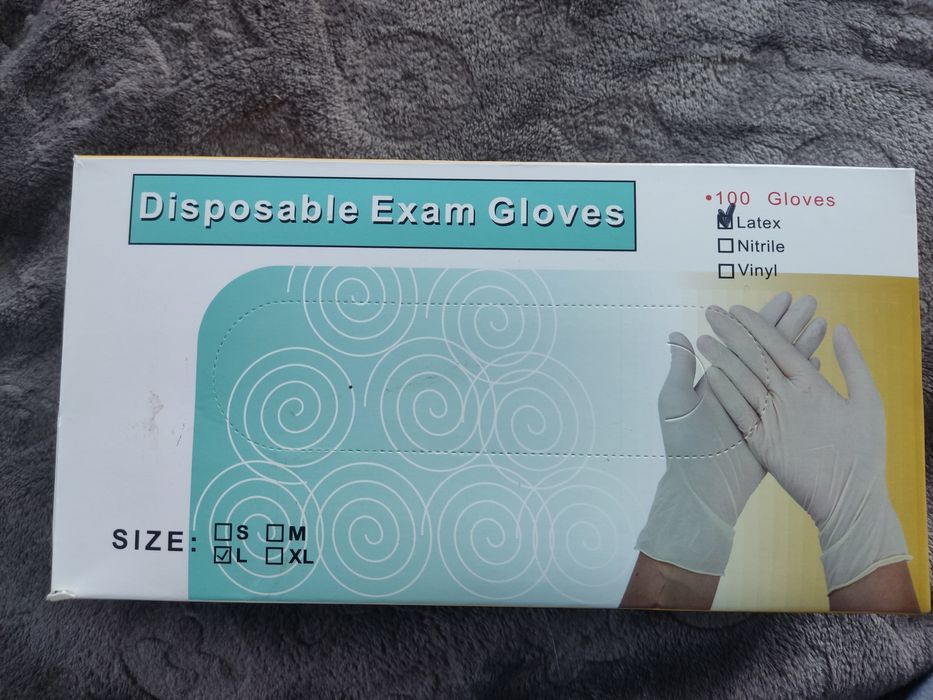 Disposable Exam Gloves
•100 Gloves
Latex
Nitrile
Vinyl
SIZE: S M
L XL